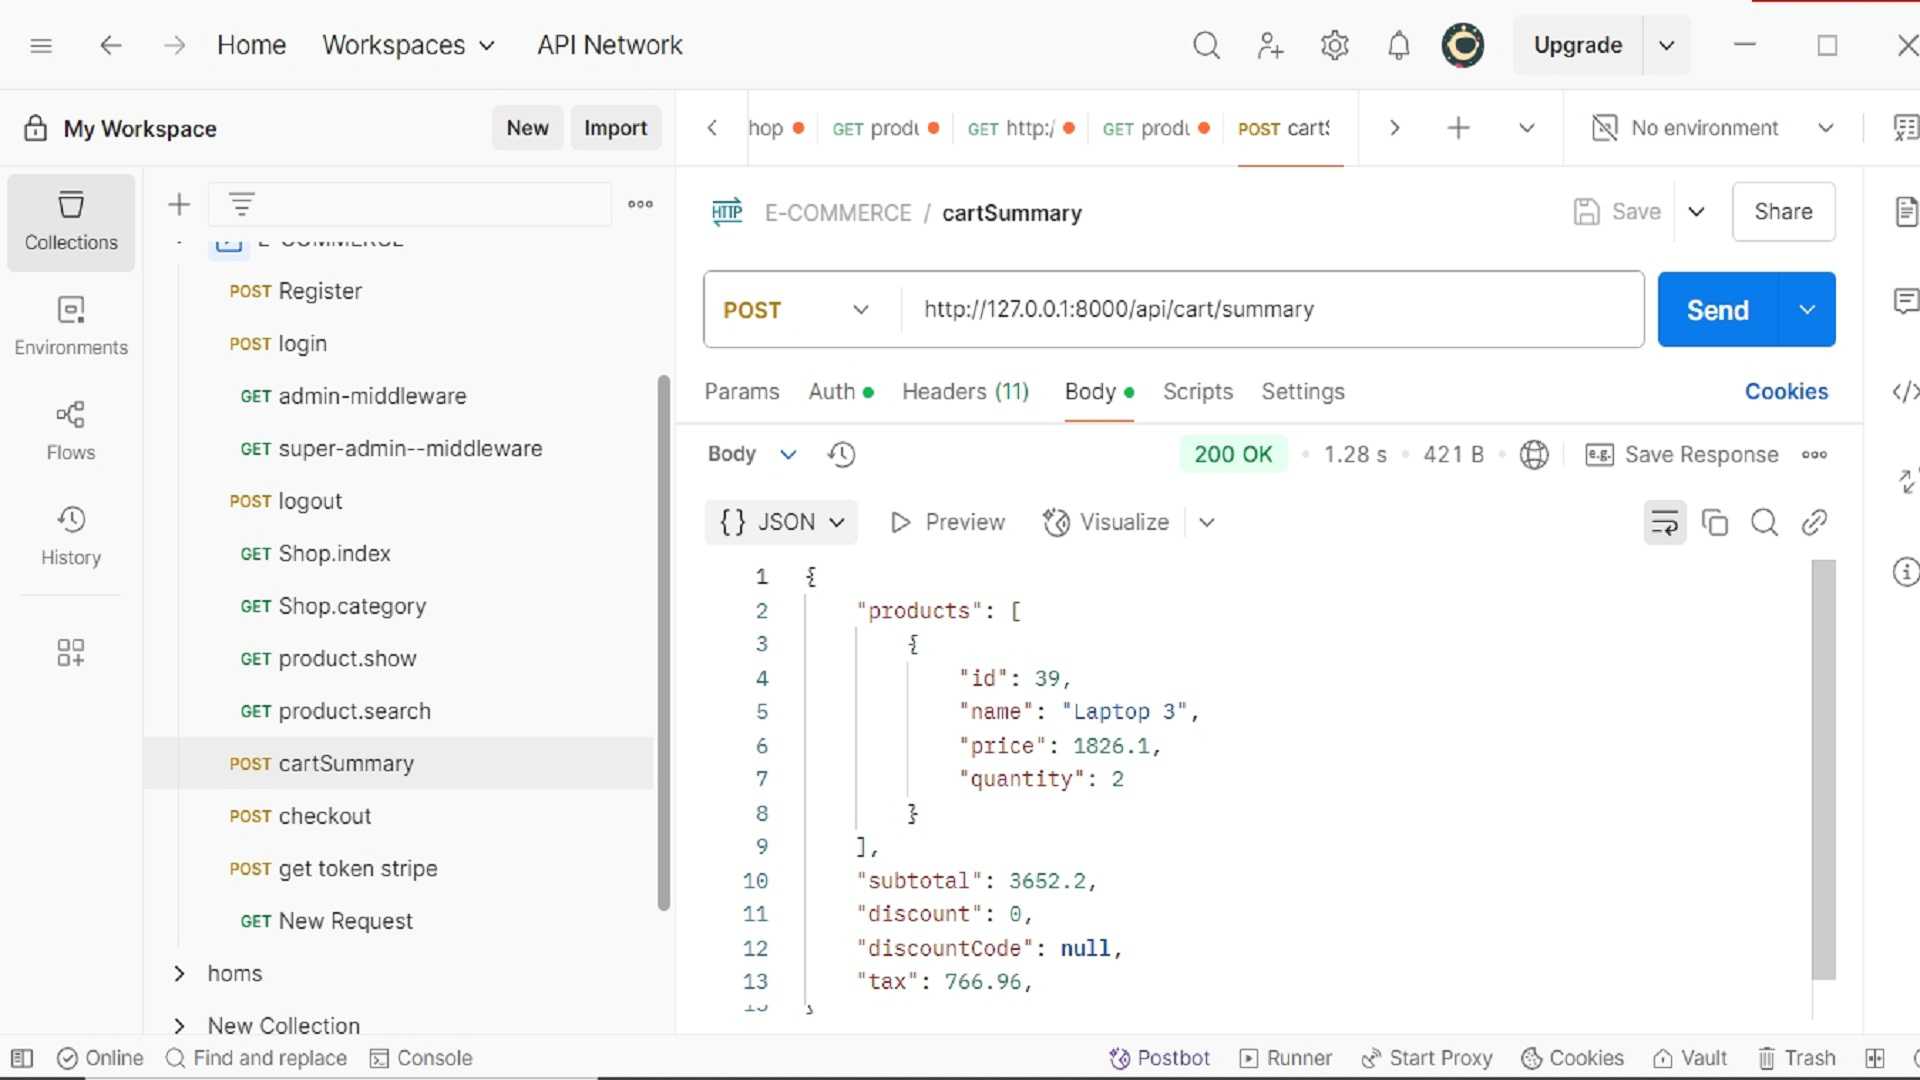 Home Workspaces API Network Upgrade
My Workspace New Import
hop GET produ GET http:/ GET produ POST cartS No environment
Collections
Environments
Flows
History
E-COMMERCE
POST Register
POST login
GET admin-middleware
GET super-admin--middleware
POST logout
GET Shop.index
GET Shop.category
GET product.show
GET product.search
POST cartSummary
POST checkout
POST get token stripe
GET New Request
homs
New Collection
HTTP E-COMMERCE / cartSummary Save Share
POST http://127.0.0.1:8000/api/cart/summary Send
Params Auth Headers (11) Body Scripts Settings Cookies
Body 200 OK • 1.28 s • 421 B • e.g. Save Response
{} JSON Preview Visualize
1 {
2 "products": [
3 {
4 "id": 39,
5 "name": "Laptop 3",
6 "price": 1826.1,
7 "quantity": 2
8 }
9 ],
10 "subtotal": 3652.2,
11 "discount": 0,
12 "discountCode": null,
13 "tax": 766.96,
Online Find and replace Console Postbot Runner Start Proxy Cookies Vault Trash